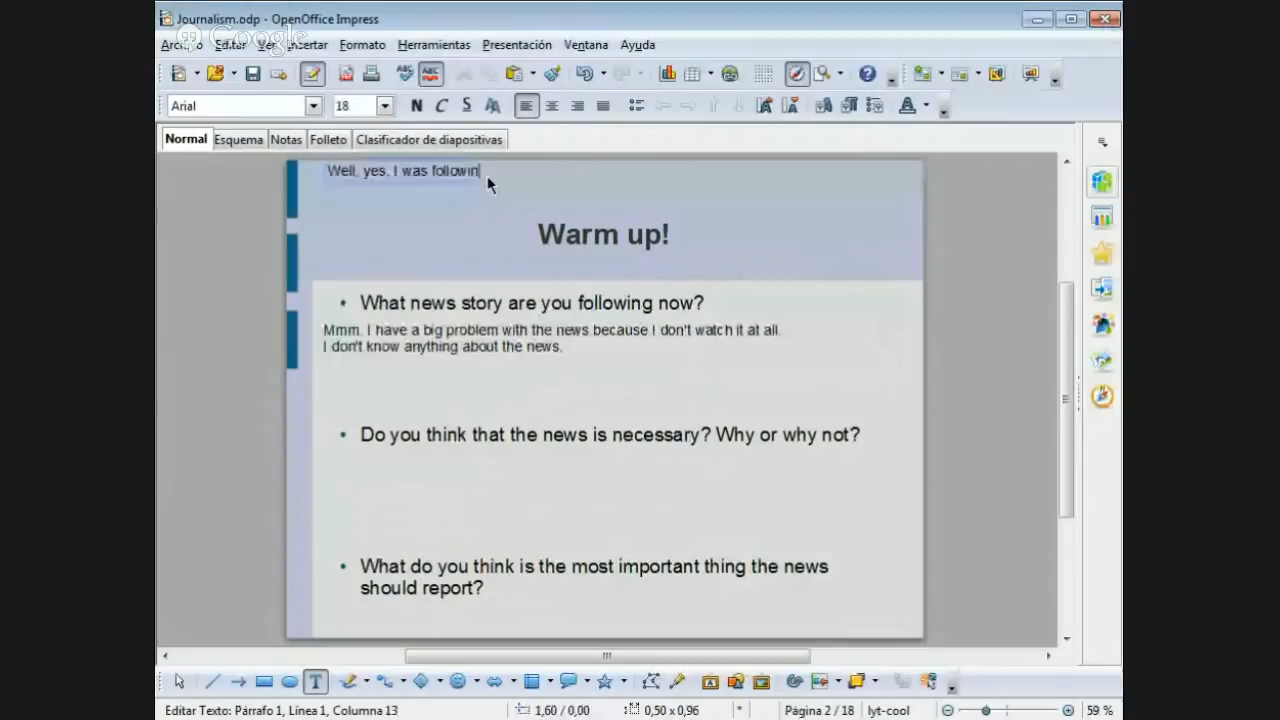 Journalism.odp - OpenOffice Impress
Google
Editar Ver Insertar Formato Herramientas Presentación Ventana Ayuda
Arial 18 N C S
Normal Esquema Notas Folleto Clasificador de diapositivas
Well, yes. I was followin
Warm up!
• What news story are you following now?
Mmm. I have a big problem with the news because I don't watch it at all.
I don't know anything about the news.
• Do you think that the news is necessary? Why or why not?
• What do you think is the most important thing the news
should report?
Editar Texto: Párrafo 1, Línea 1, Columna 13 1,60 / 0,00 0,50 x 0,96 * Página 2 / 18 lyt-cool 59 %